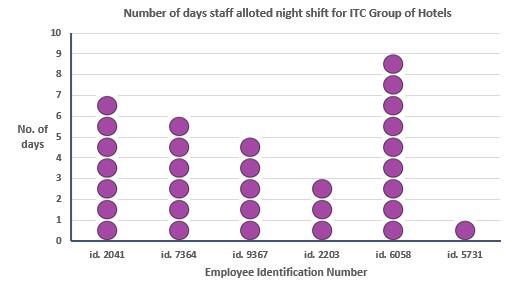 Number of days staff alloted night shift for ITC Group of Hotels
10
9
8
7
6
5
4
3
2
1
0
No. of
days
id. 2041 id. 7364 id. 9367 id. 2203 id. 6058 id. 5731
Employee Identification Number